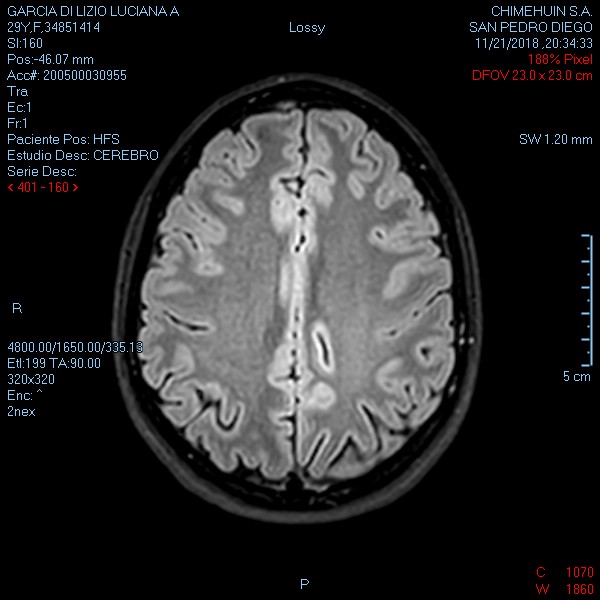 GARCIA DI LIZIO LUCIANA A
29Y,F,34851414
Sl:160
Pos:-46.07 mm
Acc#: 200500030955
Tra
Ec:1
Fr:1
Paciente Pos: HFS
Estudio Desc: CEREBRO
Serie Desc:
< 401 - 160 >
Lossy
CHIMEHUIN S.A.
SAN PEDRO DIEGO
11/21/2018 ,20:34:33
188% Pixel
DFOV 23.0 x 23.0 cm
SW 1.20 mm
R
4800.00/1650.00/335.13
Etl:199 TA:90.00
320x320
Enc: ^
2nex
5 cm
P
C 1070
W 1860